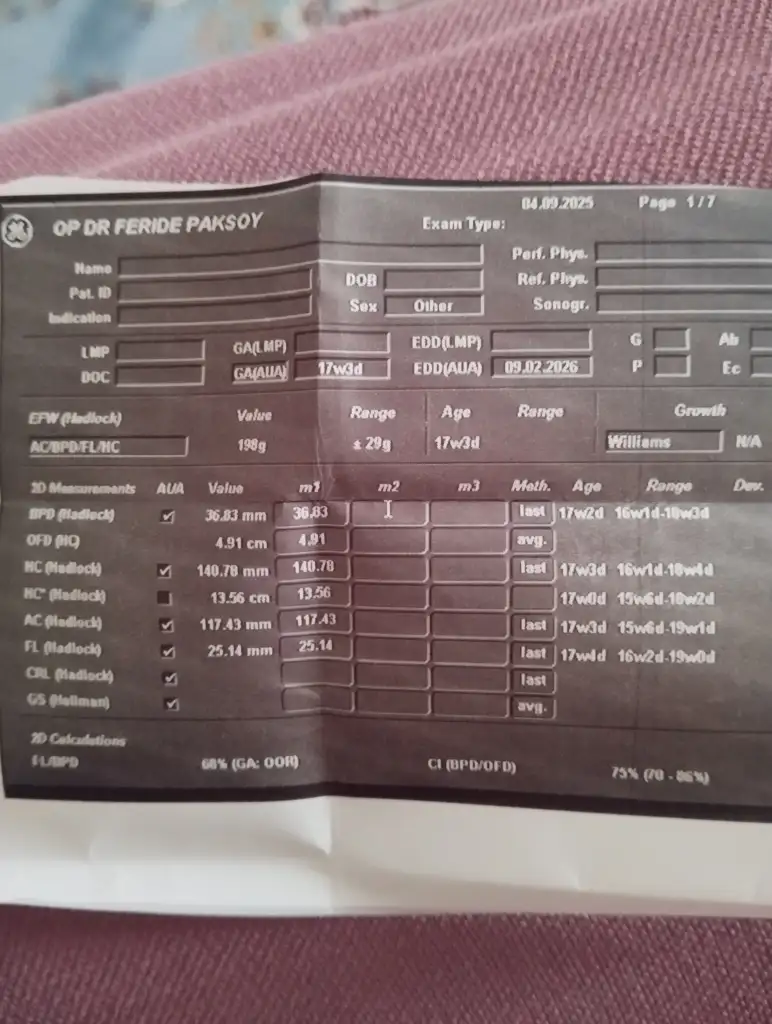 04.09.2025 Page 1/7
OP DR FERIDE PAKSOY Exam Type:
Name Perf. Phys.
Pat. ID DOB Ref. Phys.
Indication Sex Other Sonogr.
LMP GA(LMP) EDD(LMP) G Ab
DOC GA(AUA) 17w3d EDD(AUA) 09.02.2026 P Ec
EFW (Hadlock) Value Range Age Range Growth
AC/BPD/FL/HC 198g ± 29g 17w3d Williams N/A
2D Measurements AUA Value m1 m2 m3 Meth. Age Range Dev.
BPD (Hadlock) 36.83 mm 36.83 last 17w2d 16w1d-18w3d
OFD (HC) 4.91 cm 4.91 avg.
HC (Hadlock) 140.78 mm 140.78 last 17w3d 16w1d-18w4d
HC* (Hadlock) 13.56 cm 13.56 17w0d 15w6d-18w2d
AC (Hadlock) 117.43 mm 117.43 last 17w3d 15w6d-19w1d
FL (Hadlock) 25.14 mm 25.14 last 17w4d 16w2d-19w0d
CRL (Hadlock) last
GS (Hellman) avg.
2D Calculations
FL/BPD 68% (GA: OOR) CI (BPD/OFD) 75% (70 - 86%)